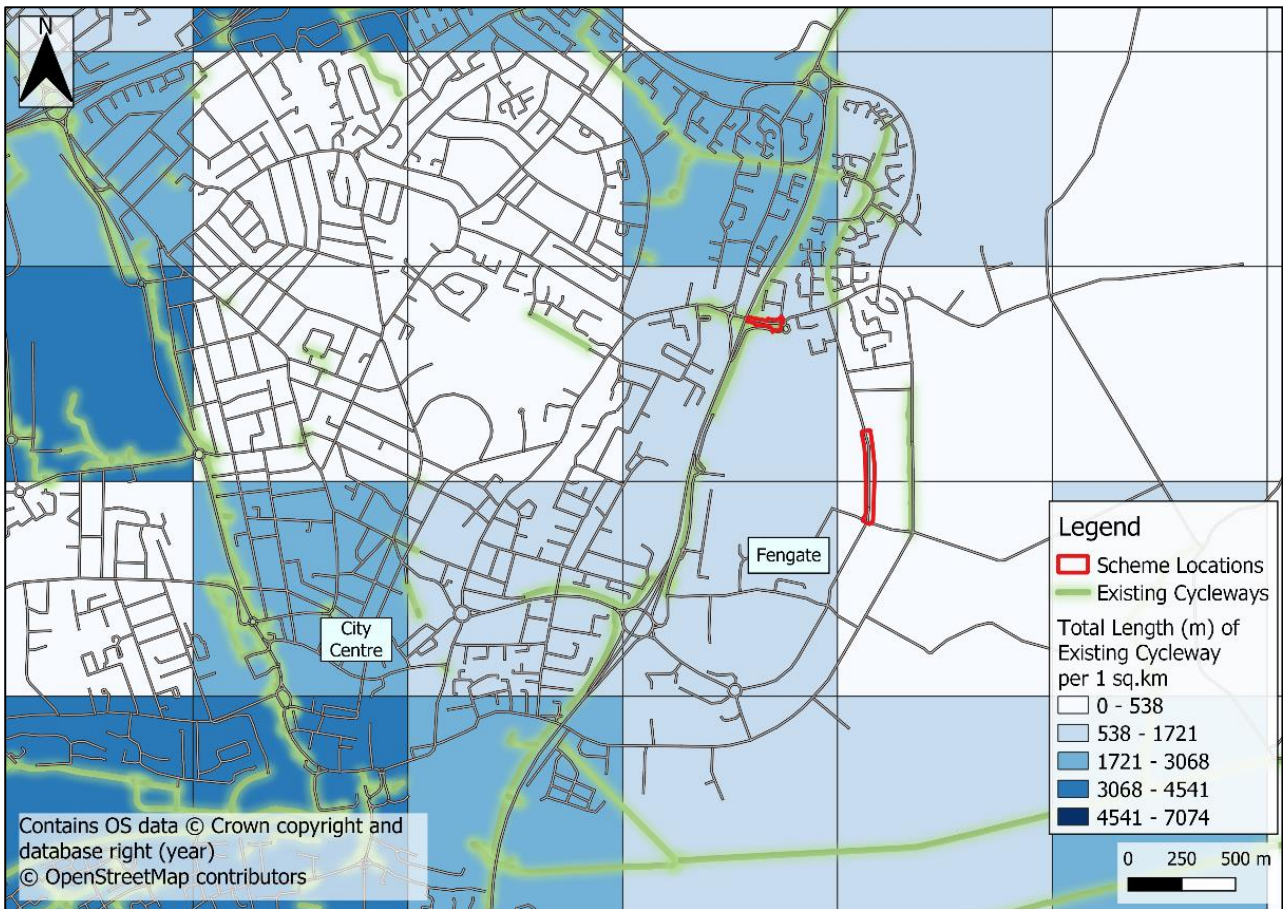 N
Fengate
City
Centre
Legend
Scheme Locations
Existing Cycleways
Total Length (m) of
Existing Cycleway
per 1 sq.km
0 - 538
538 - 1721
1721 - 3068
3068 - 4541
4541 - 7074
Contains OS data © Crown copyright and
database right (year)
© OpenStreetMap contributors
0 250 500 m